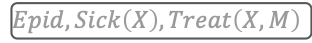 Epid, Sick(X), Treat(X, M)